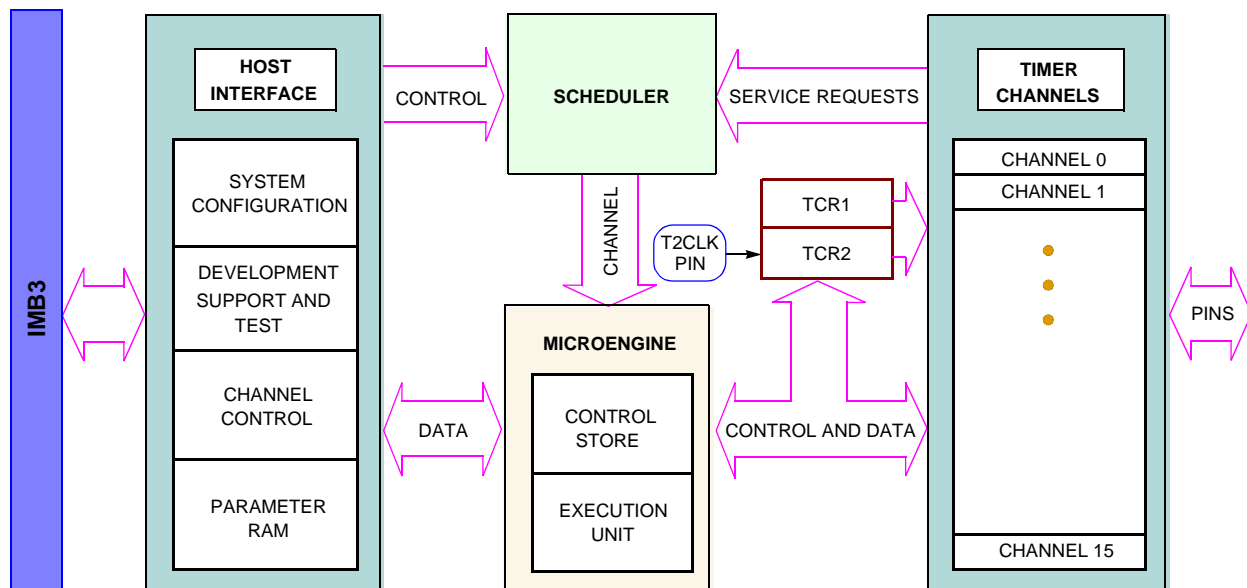 IMB3
HOST
INTERFACE
SYSTEM
CONFIGURATION
DEVELOPMENT
SUPPORT AND
TEST
CHANNEL
CONTROL
PARAMETER
RAM
CONTROL
SCHEDULER
SERVICE REQUESTS
CHANNEL
T2CLK
PIN
TCR1
TCR2
MICROENGINE
CONTROL
STORE
EXECUTION
UNIT
DATA
CONTROL AND DATA
TIMER
CHANNELS
CHANNEL 0
CHANNEL 1
CHANNEL 15
PINS